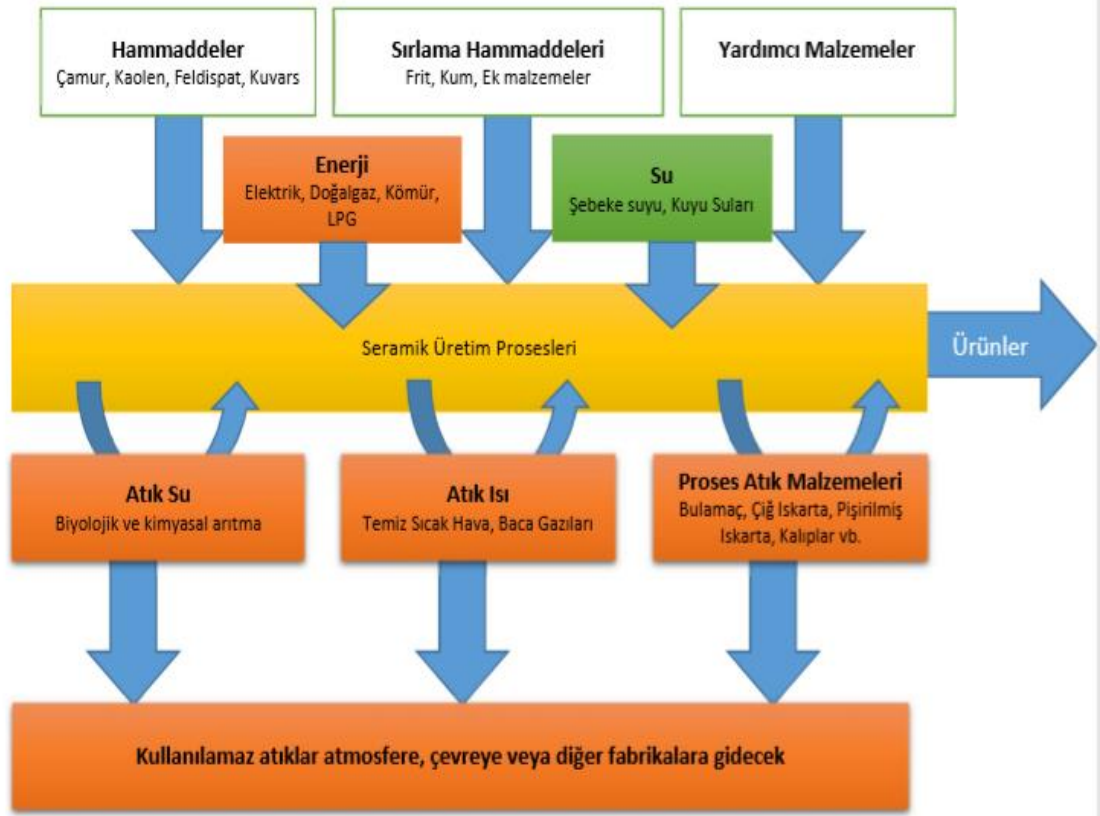 Hammaddeler
Çamur, Kaolen, Feldispat, Kuvars
Sırlama Hammaddeleri
Frit, Kum, Ek malzemeler
Yardımcı Malzemeler
Enerji
Elektrik, Doğalgaz, Kömür,
LPG
Su
Şebeke suyu, Kuyu Suları
Seramik Üretim Prosesleri
Ürünler
Atık Su
Biyolojik ve kimyasal arıtma
Atık Isı
Temiz Sıcak Hava, Baca Gazıları
Proses Atık Malzemeleri
Bulamaç, Çiğ Iskarta, Pişirilmiş
Iskarta, Kalıplar vb.
Kullanılamaz atıklar atmosfere, çevreye veya diğer fabrikalara gidecek